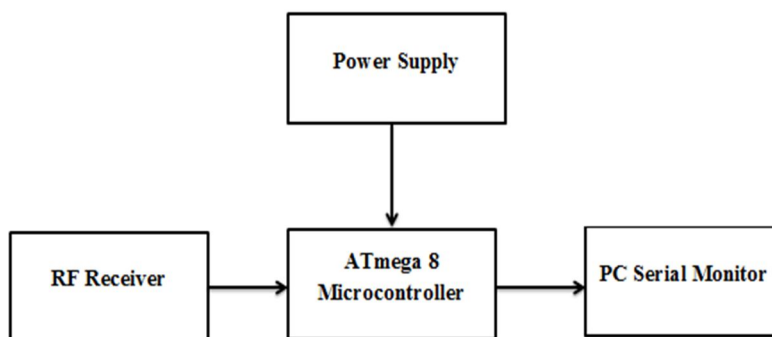 Power Supply
RF Receiver
ATmega 8
Microcontroller
PC Serial Monitor